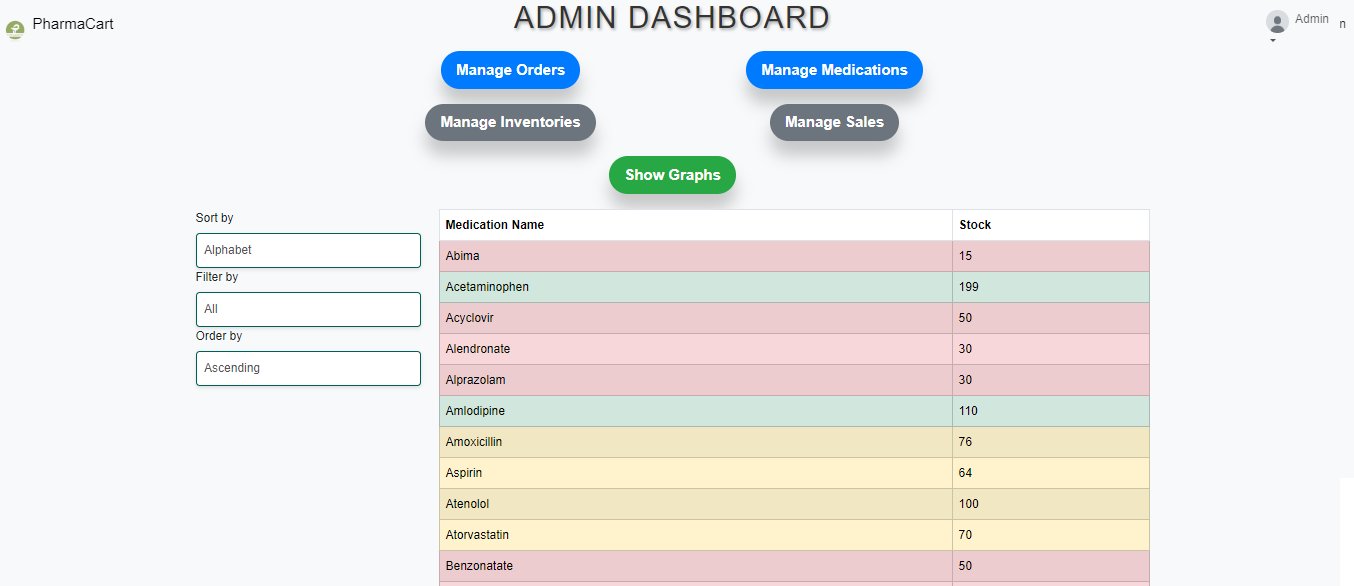 PharmaCart
ADMIN DASHBOARD
Admin
n
Manage Orders
Manage Medications
Manage Inventories
Manage Sales
Show Graphs
Sort by
Alphabet
Filter by
All
Order by
Ascending
Medication Name Stock
Abima 15
Acetaminophen 199
Acyclovir 50
Alendronate 30
Alprazolam 30
Amlodipine 110
Amoxicillin 76
Aspirin 64
Atenolol 100
Atorvastatin 70
Benzonatate 50